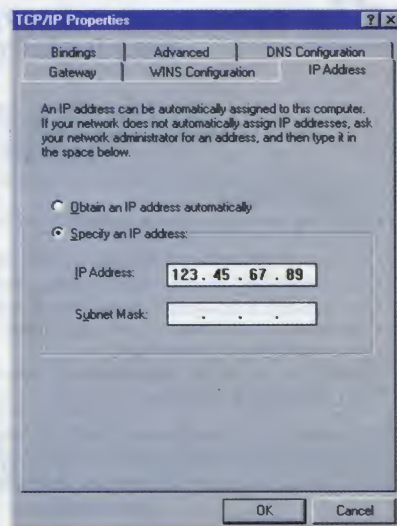 TCP/IP Properties
? X
Bindings Advanced DNS Configuration
Gateway WINS Configuration IP Address
An IP address can be automatically assigned to this computer.
If your network does not automatically assign IP addresses, ask
your network administrator for an address, and then type it in
the space below.
Obtain an IP address automatically
Specify an IP address:
IP Address: 123 . 45 . 67 . 89
Subnet Mask: . . .
OK Cancel